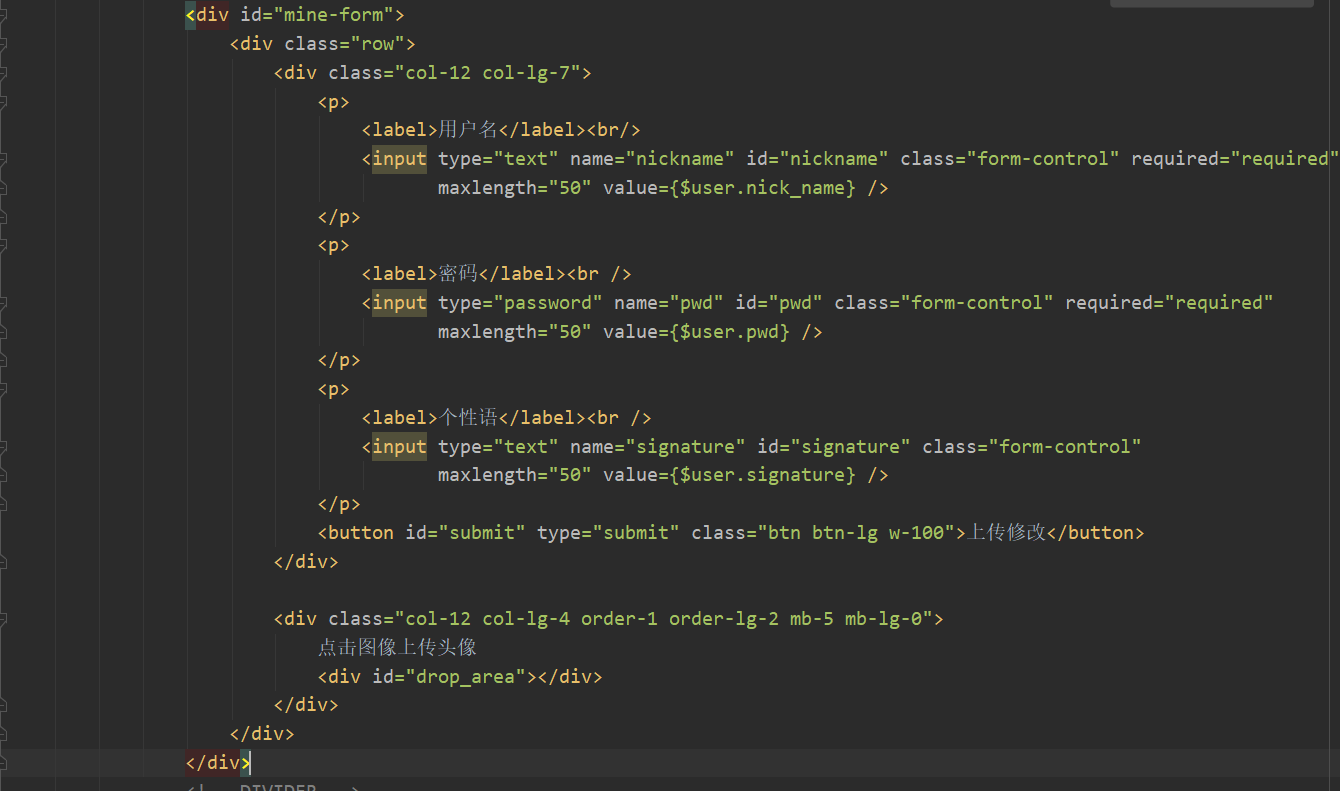 <div id="mine-form">
<div class="row">
<div class="col-12 col-lg-7">
<p>
<label>用户名</label><br/>
<input type="text" name="nickname" id="nickname" class="form-control" required="required"
maxlength="50" value={$user.nick_name} />
</p>
<p>
<label>密码</label><br />
<input type="password" name="pwd" id="pwd" class="form-control" required="required"
maxlength="50" value={$user.pwd} />
</p>
<p>
<label>个性语</label><br />
<input type="text" name="signature" id="signature" class="form-control"
maxlength="50" value={$user.signature} />
</p>
<button id="submit" type="submit" class="btn btn-lg w-100">上传修改</button>
</div>
<div class="col-12 col-lg-4 order-1 order-lg-2 mb-5 mb-lg-0">
点击图像上传头像
<div id="drop_area"></div>
</div>
</div>
</div>